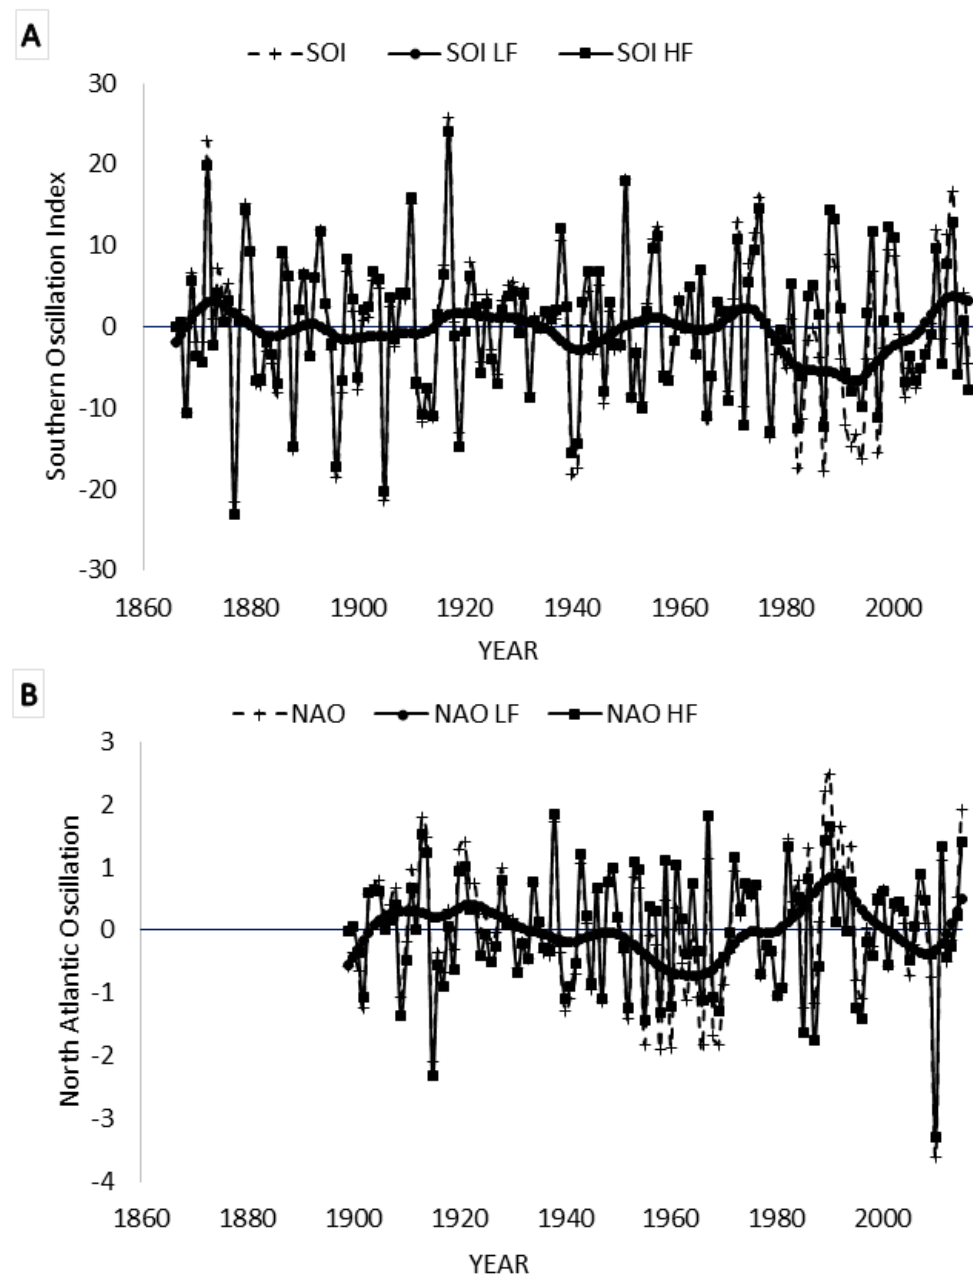 A
SOI SOI LF SOI HF
30
20
10
0
-10
-20
-30
Southern Oscillation Index
1860 1880 1900 1920 1940 1960 1980 2000
YEAR
B
NAO NAO LF NAO HF
3
2
1
0
-1
-2
-3
-4
North Atlantic Oscillation
1860 1880 1900 1920 1940 1960 1980 2000
YEAR